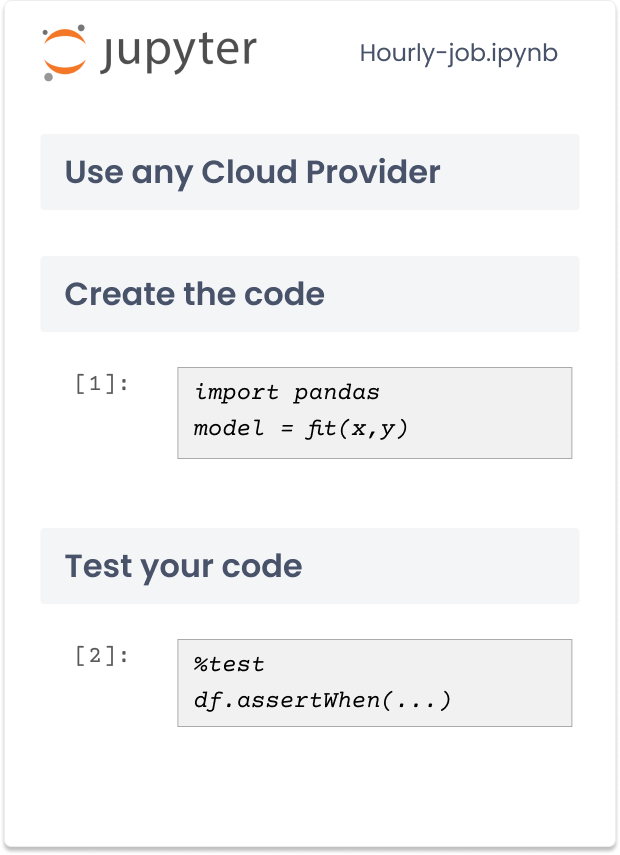 jupyter
Hourly-job.ipynb
Use any Cloud Provider
Create the code
[1]:
import pandas
model = fit(x,y)
Test your code
[2]:
%test
df.assertWhen(...)